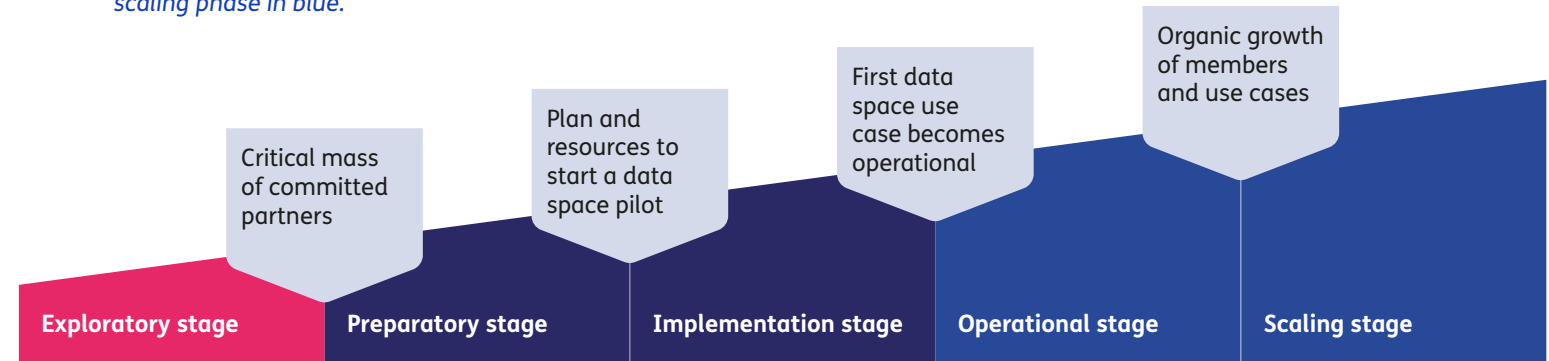 scaling phase in blue.
Organic growth
of members
and use cases
First data
space use
case becomes
operational
Plan and
resources to
start a data
space pilot
Critical mass
of committed
partners
Exploratory stage
Preparatory stage
Implementation stage
Operational stage
Scaling stage